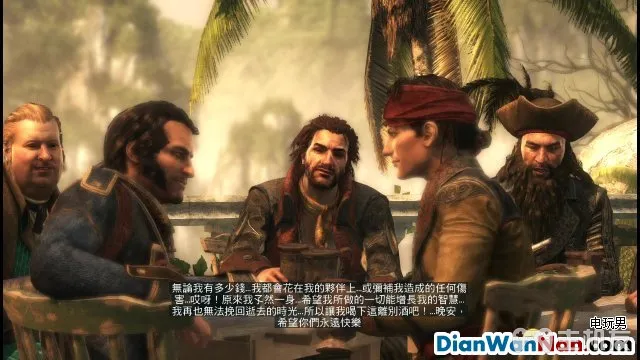 無論我有多少錢...我都會花在我的夥伴上...或彌補我造成的任何傷
害...哎呀！原來我孑然一身...希望我所做的一切能增長我的智慧...
我再也無法挽回逝去的時光...所以讓我喝下這離別酒吧！...晚安，
希望你們永遠快樂
电玩男
DianWanNan.com